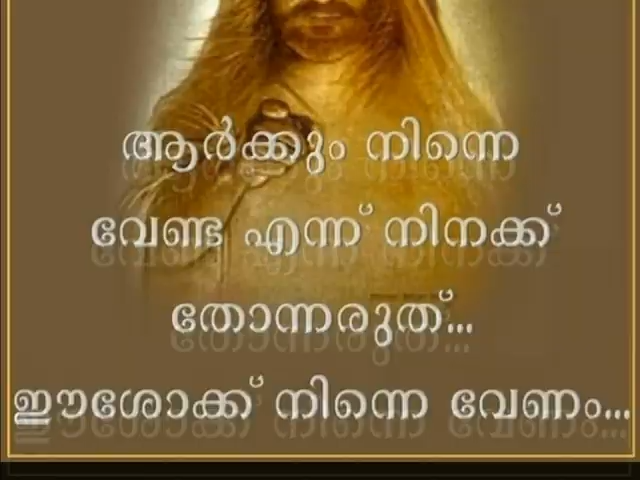 ആർക്കും നിന്നെ
വേണ്ട എന്ന് നിനക്ക്
തോന്നരുത്...
ഈശോക്ക് നിന്നെ വേണം...